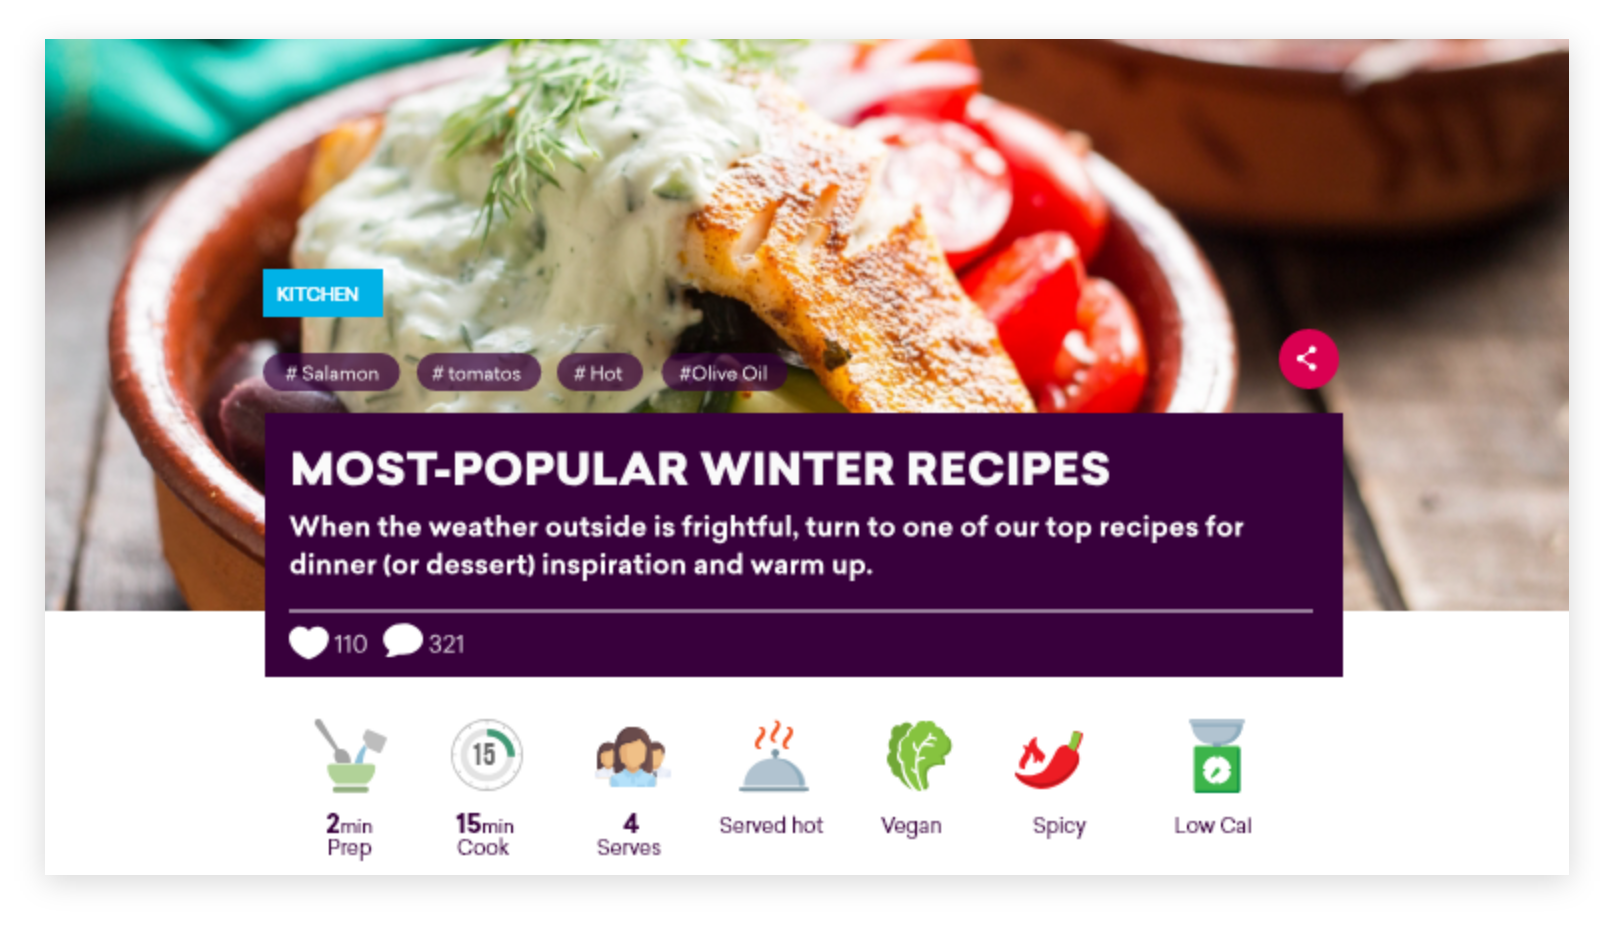 KITCHEN
# Salamon # tomatos # Hot #Olive Oil
MOST-POPULAR WINTER RECIPES
When the weather outside is frightful, turn to one of our top recipes for
dinner (or dessert) inspiration and warm up.
110 321
15
2min 15min 4 Served hot Vegan Spicy Low Cal
Prep Cook Serves